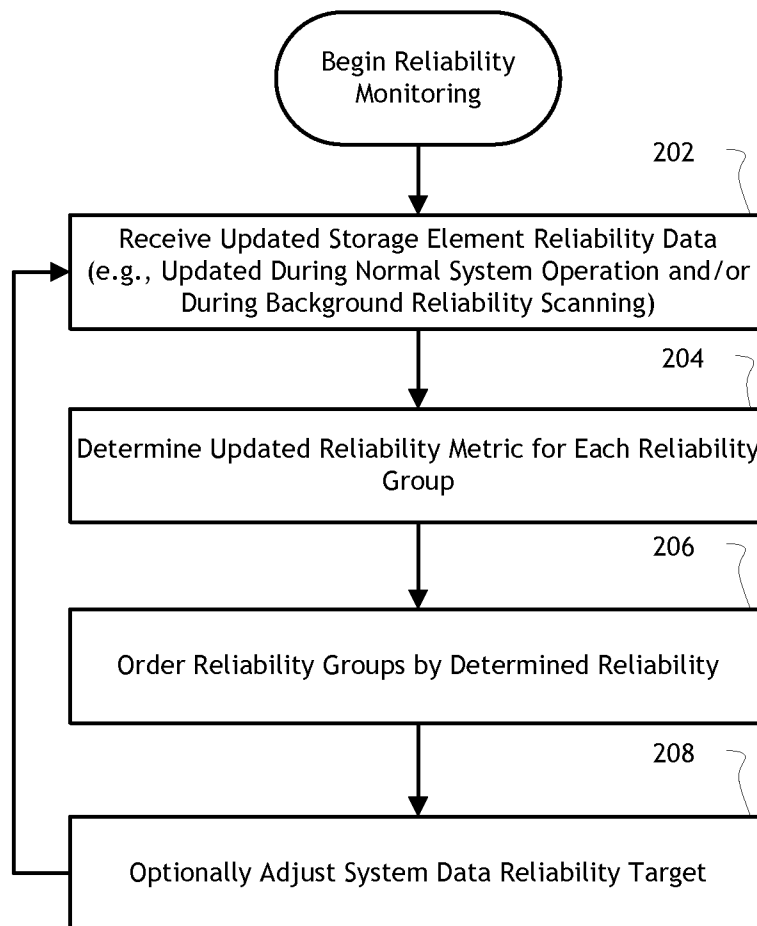 Begin Reliability
Monitoring
202
Receive Updated Storage Element Reliability Data
(e.g., Updated During Normal System Operation and/or
During Background Reliability Scanning)
204
Determine Updated Reliability Metric for Each Reliability
Group
206
Order Reliability Groups by Determined Reliability
208
Optionally Adjust System Data Reliability Target